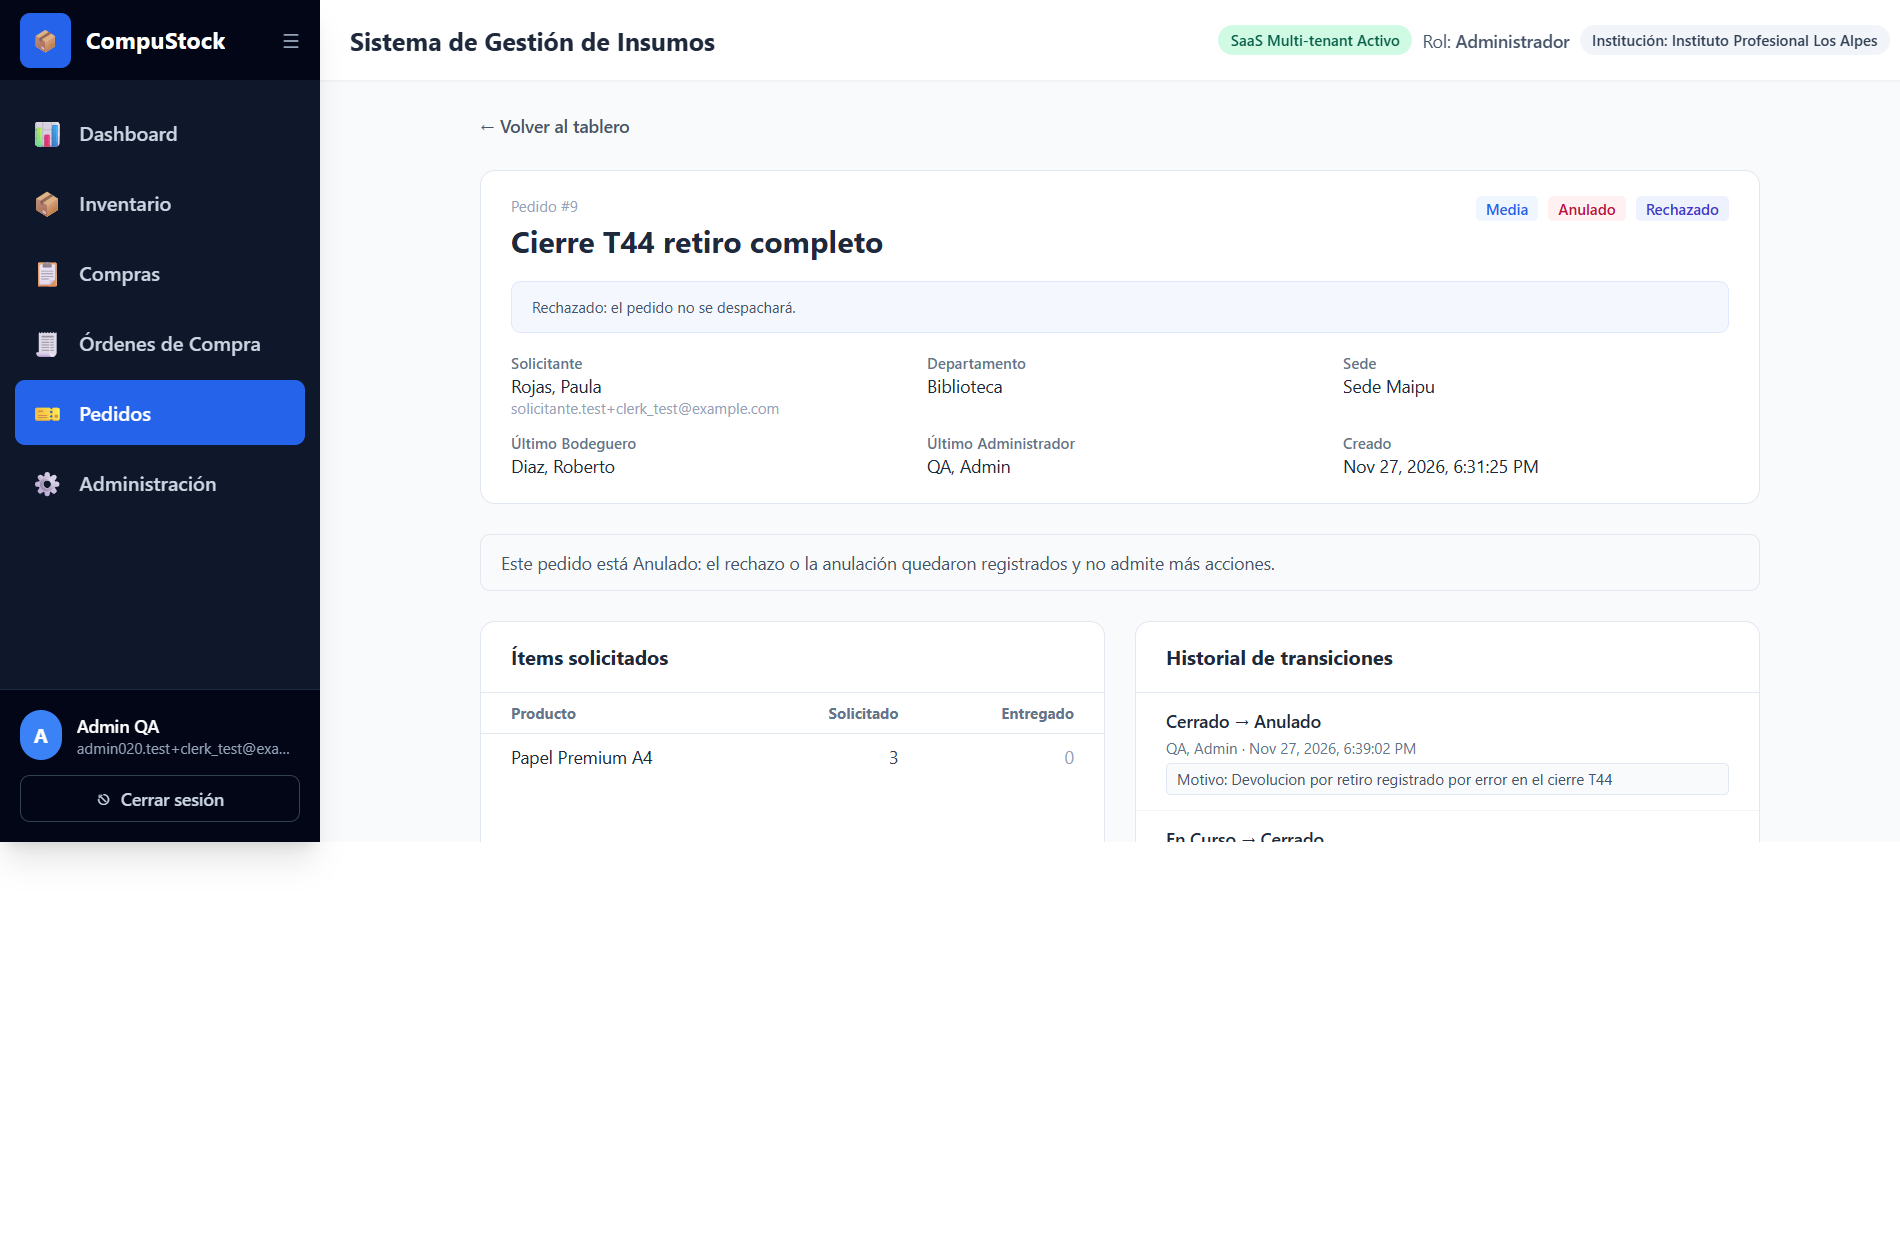 CompuStock
☰
Dashboard
Inventario
Compras
Órdenes de Compra
Pedidos
Administración
A
Admin QA
admin020.test+clerk_test@exa...
⎋ Cerrar sesión
Sistema de Gestión de Insumos
SaaS Multi-tenant Activo
Rol: Administrador
Institución: Instituto Profesional Los Alpes
← Volver al tablero
Pedido #9
Media
Anulado
Rechazado
Cierre T44 retiro completo
Rechazado: el pedido no se despachará.
Solicitante
Rojas, Paula
solicitante.test+clerk_test@example.com
Departamento
Biblioteca
Sede
Sede Maipu
Último Bodeguero
Diaz, Roberto
Último Administrador
QA, Admin
Creado
Nov 27, 2026, 6:31:25 PM
Este pedido está Anulado: el rechazo o la anulación quedaron registrados y no admite más acciones.
Ítems solicitados
Producto Solicitado Entregado
Papel Premium A4 3 0
Historial de transiciones
Cerrado → Anulado
QA, Admin · Nov 27, 2026, 6:39:02 PM
Motivo: Devolucion por retiro registrado por error en el cierre T44
En Curso → Cerrado